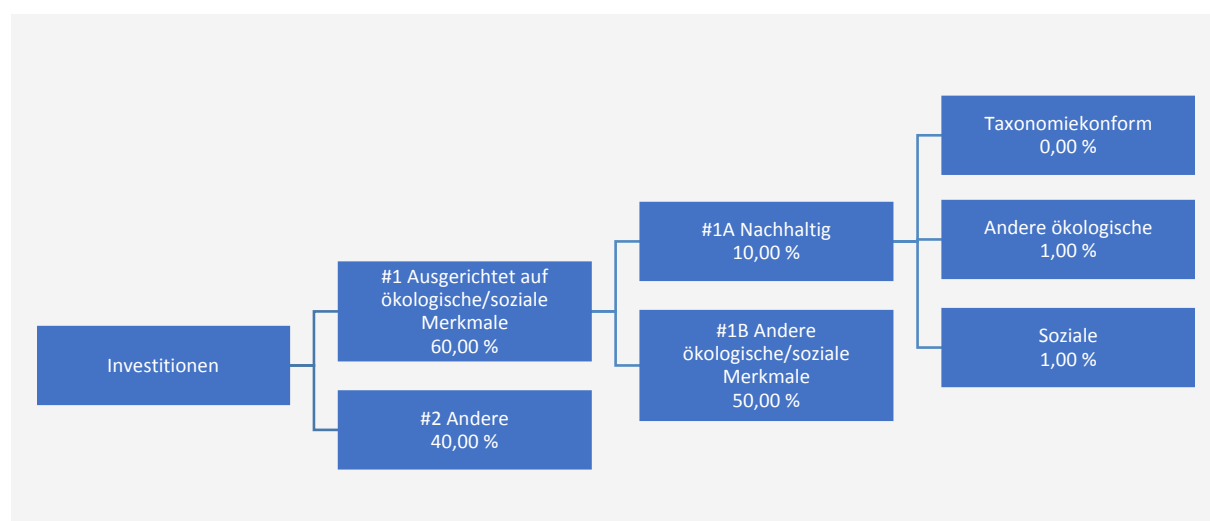 Investitionen
#1 Ausgerichtet auf
ökologische/soziale
Merkmale
60,00 %
#2 Andere
40,00 %
#1A Nachhaltig
10,00 %
#1B Andere
ökologische/soziale
Merkmale
50,00 %
Taxonomiekonform
0,00 %
Andere ökologische
1,00 %
Soziale
1,00 %